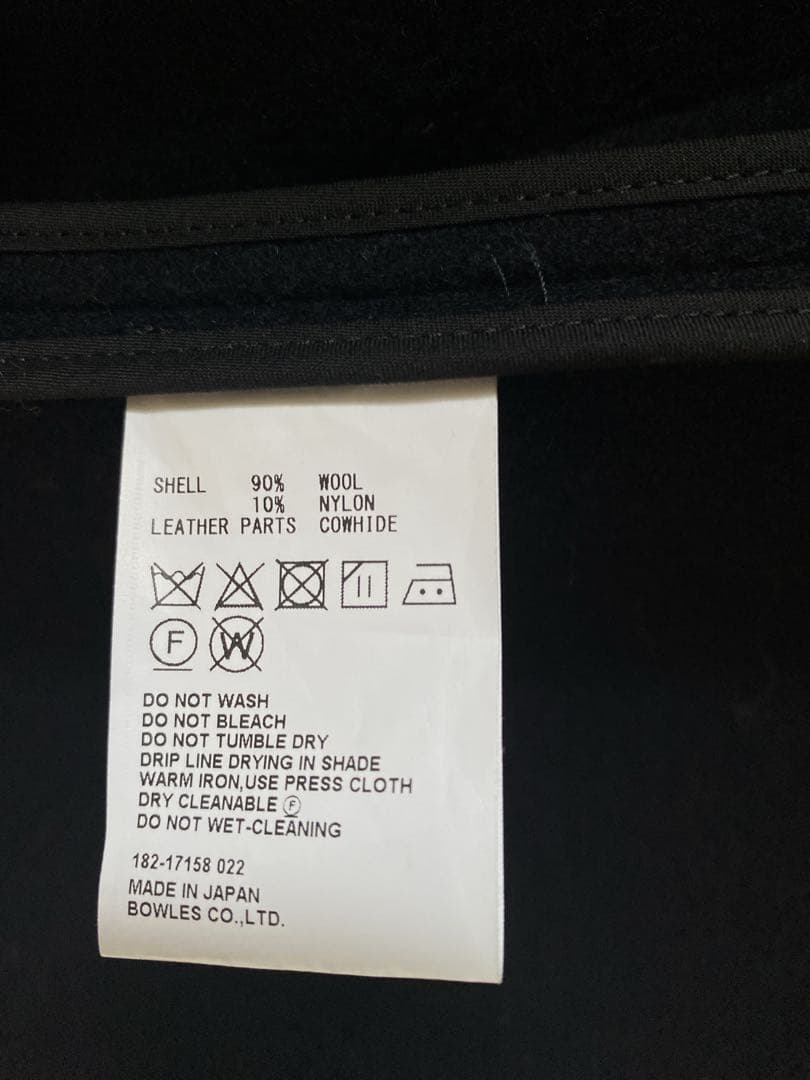 SHELL 90% WOOL
10% NYLON
LEATHER PARTS COWHIDE
F W
DO NOT WASH
DO NOT BLEACH
DO NOT TUMBLE DRY
DRIP LINE DRYING IN SHADE
WARM IRON,USE PRESS CLOTH
DRY CLEANABLE Ⓕ
DO NOT WET-CLEANING
182-17158 022
MADE IN JAPAN
BOWLES CO.,LTD.